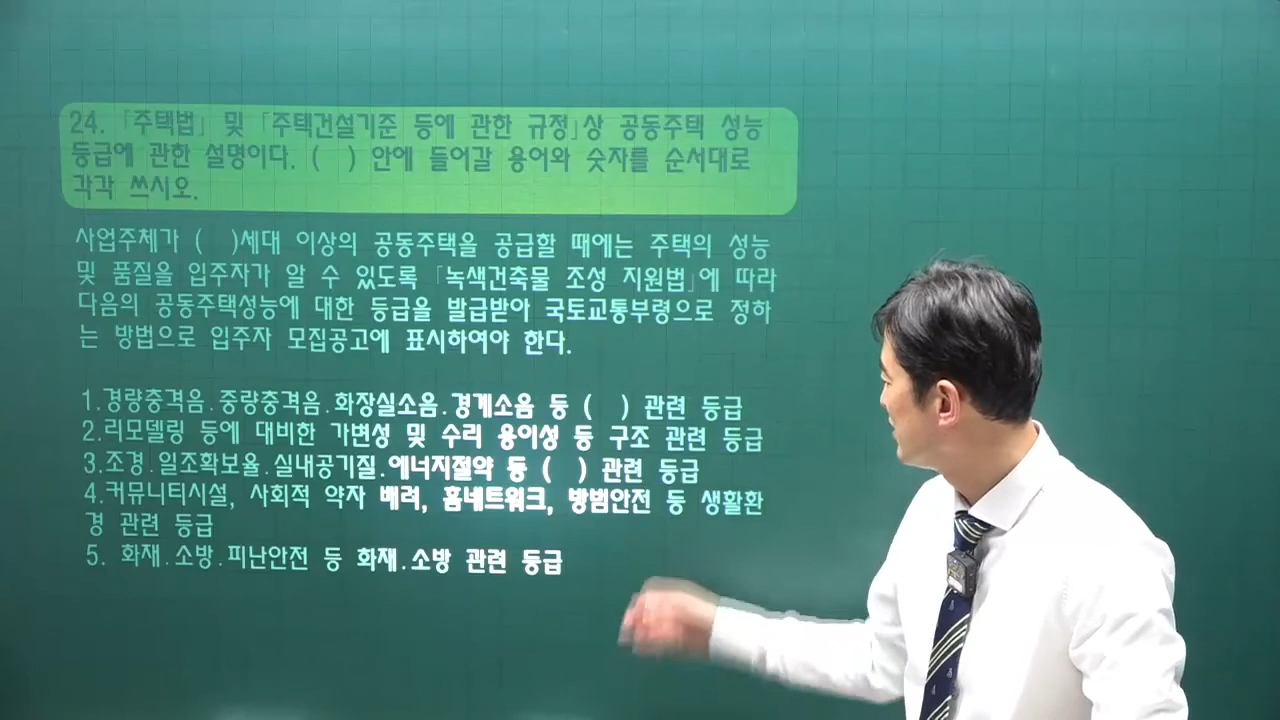 24. 「주택법」 및 「주택건설기준 등에 관한 규정」상 공동주택 성능
등급에 관한 설명이다. (   ) 안에 들어갈 용어와 숫자를 순서대로
각각 쓰시오.
사업주체가 (   )세대 이상의 공동주택을 공급할 때에는 주택의 성능
및 품질을 입주자가 알 수 있도록 「녹색건축물 조성 지원법」에 따라
다음의 공동주택성능에 대한 등급을 발급받아 국토교통부령으로 정하
는 방법으로 입주자 모집공고에 표시하여야 한다.
1.경량충격음.중량충격음.화장실소음.경계소음 등 (   ) 관련 등급
2.리모델링 등에 대비한 가변성 및 수리 용이성 등 구조 관련 등급
3.조경.일조확보율.실내공기질.에너지절약 등 (   ) 관련 등급
4.커뮤니티시설, 사회적 약자 배려, 홈네트워크, 방범안전 등 생활환
경 관련 등급
5. 화재.소방.피난안전 등 화재.소방 관련 등급